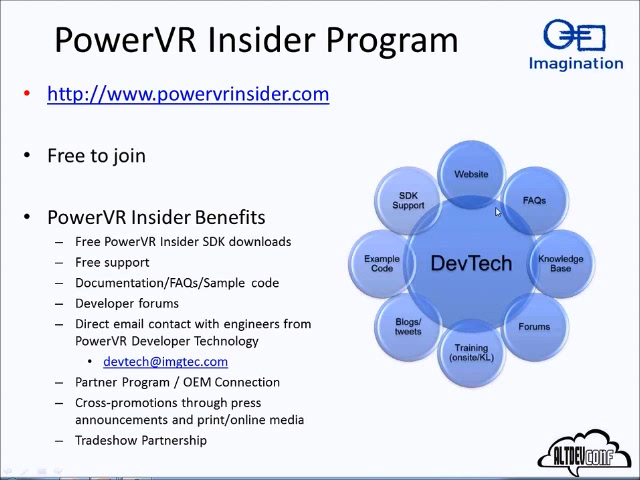 PowerVR Insider Program
Imagination
• http://www.powervrinsider.com
• Free to join
• PowerVR Insider Benefits
– Free PowerVR Insider SDK downloads
– Free support
– Documentation/FAQs/Sample code
– Developer forums
– Direct email contact with engineers from
PowerVR Developer Technology
• devtech@imgtec.com
– Partner Program / OEM Connection
– Cross-promotions through press
announcements and print/online media
– Tradeshow Partnership
DevTech
Website
FAQs
Knowledge
Base
Forums
Training
(onsite/KL)
Blogs/
tweets
Example
Code
SDK
Support
ALTDEVCONF